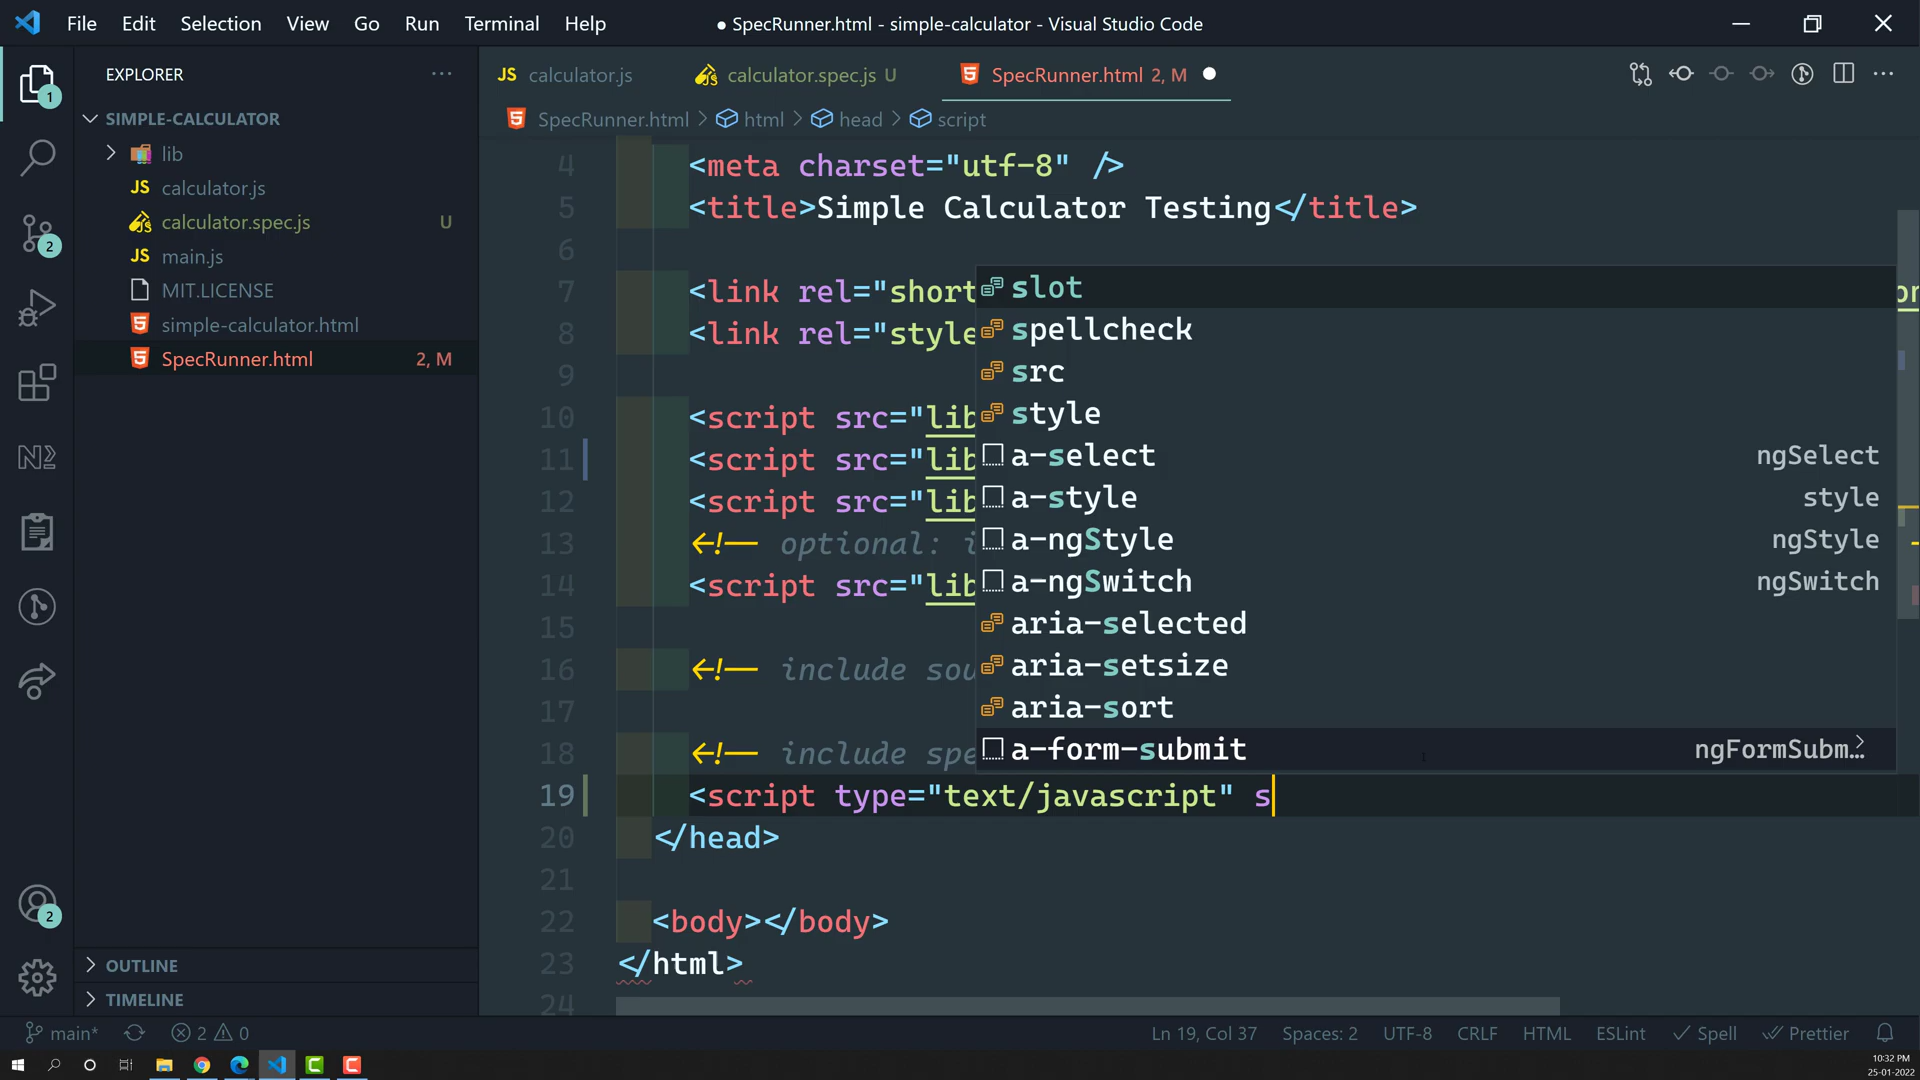 File Edit Selection View Go Run Terminal Help
● SpecRunner.html - simple-calculator - Visual Studio Code
EXPLORER
SIMPLE-CALCULATOR
lib
JS calculator.js
calculator.spec.js U
JS main.js
MIT.LICENSE
simple-calculator.html
SpecRunner.html 2, M
OUTLINE
TIMELINE
1
2
2
JS calculator.js
calculator.spec.js U
SpecRunner.html 2, M ●
SpecRunner.html > html > head > script
4 <meta charset="utf-8" />
5 <title>Simple Calculator Testing</title>
6
7 <link rel="short
8 <link rel="style
9
10 <script src="lib
11 <script src="lib
12 <script src="lib
13 <!-- optional: i
14 <script src="lib
15
16 <!-- include sou
17
18 <!-- include spe
19 <script type="text/javascript" s
20 </head>
21
22 <body></body>
23 </html>
24
slot
spellcheck
src
style
a-select ngSelect
a-style style
a-ngStyle ngStyle
a-ngSwitch ngSwitch
aria-selected
aria-setsize
aria-sort
a-form-submit ngFormSubm…
main* 2 0 Ln 19, Col 37 Spaces: 2 UTF-8 CRLF HTML ESLint Spell Prettier
10:32 PM
25-01-2022